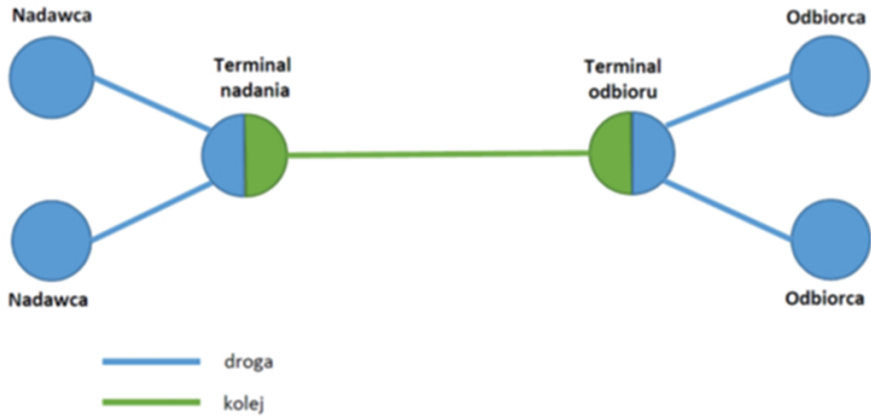 Nadawca
Odbiorca
Terminal
nadania
Terminal
odbioru
Nadawca
Odbiorca
droga
kolej